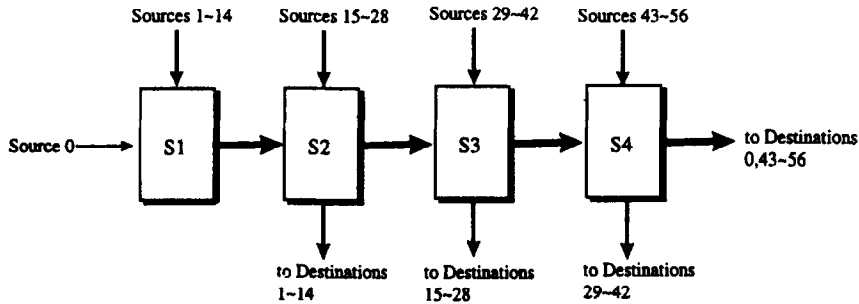 Sources 1~14
Sources 15~28
Sources 29~42
Sources 43~56
Source 0
S1
S2
S3
S4
to Destinations
0,43~56
to Destinations
1~14
to Destinations
15~28
to Destinations
29~42